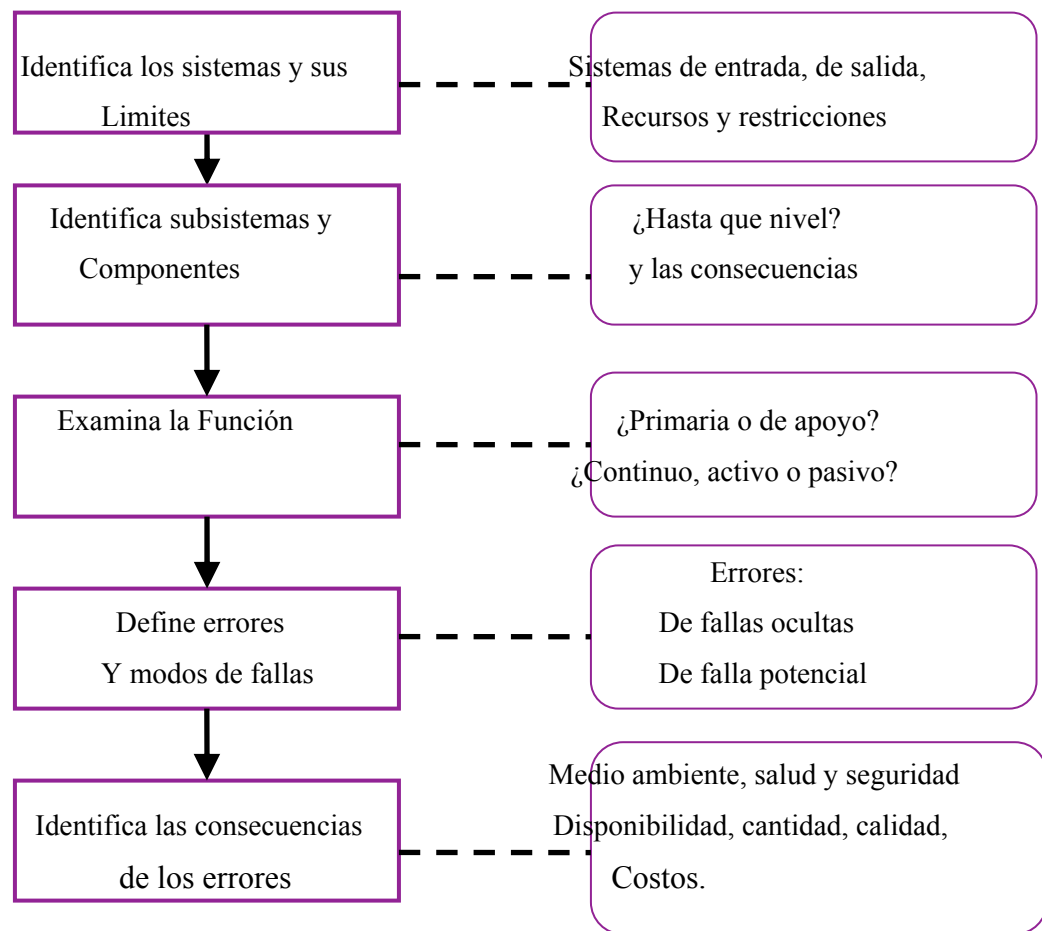 Identifica los sistemas y sus
Limites
Sistemas de entrada, de salida,
Recursos y restricciones
Identifica subsistemas y
Componentes
¿Hasta que nivel?
y las consecuencias
Examina la Función
¿Primaria o de apoyo?
¿Continuo, activo o pasivo?
Define errores
Y modos de fallas
Errores:
De fallas ocultas
De falla potencial
Identifica las consecuencias
de los errores
Medio ambiente, salud y seguridad
Disponibilidad, cantidad, calidad,
Costos.